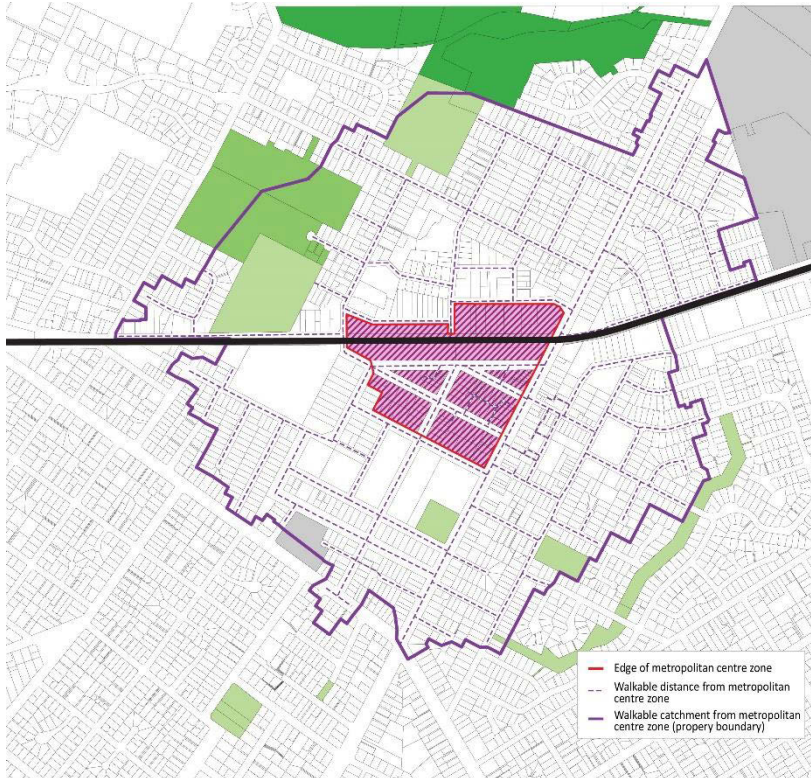 Edge of metropolitan centre zone
Walkable distance from metropolitan
centre zone
Walkable catchment from metropolitan
centre zone (propery boundary)